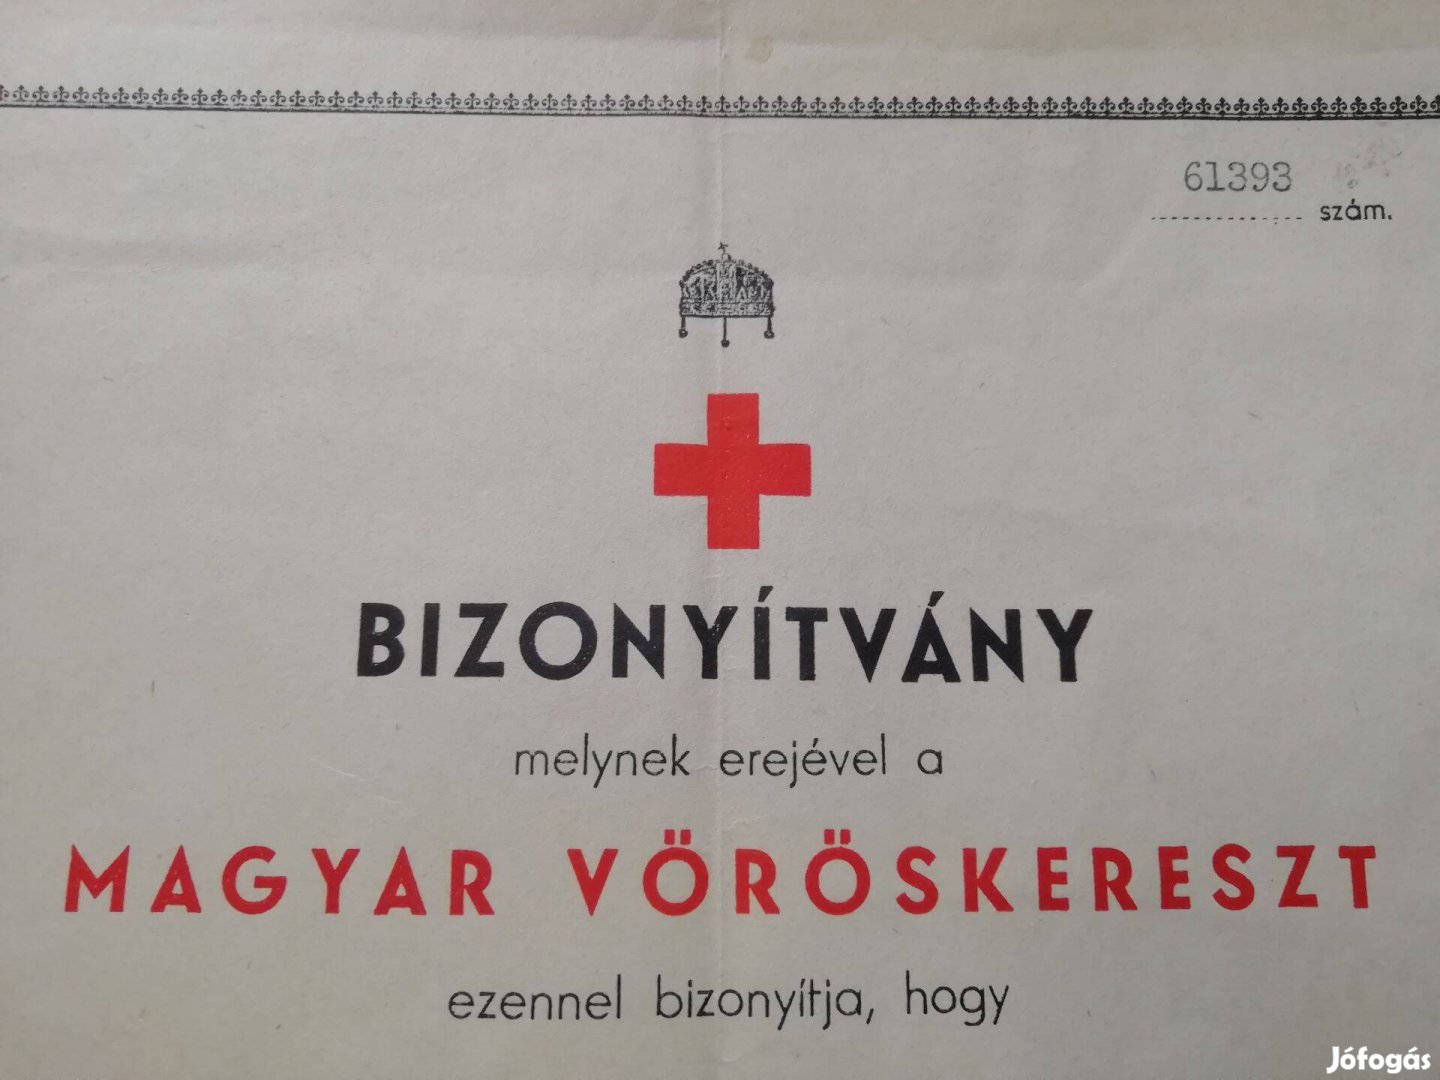 61393
szám.
BIZONYÍTVÁNY
melynek erejével a
MAGYAR VÖRÖSKERESZT
ezennel bizonyítja, hogy
Jófogás